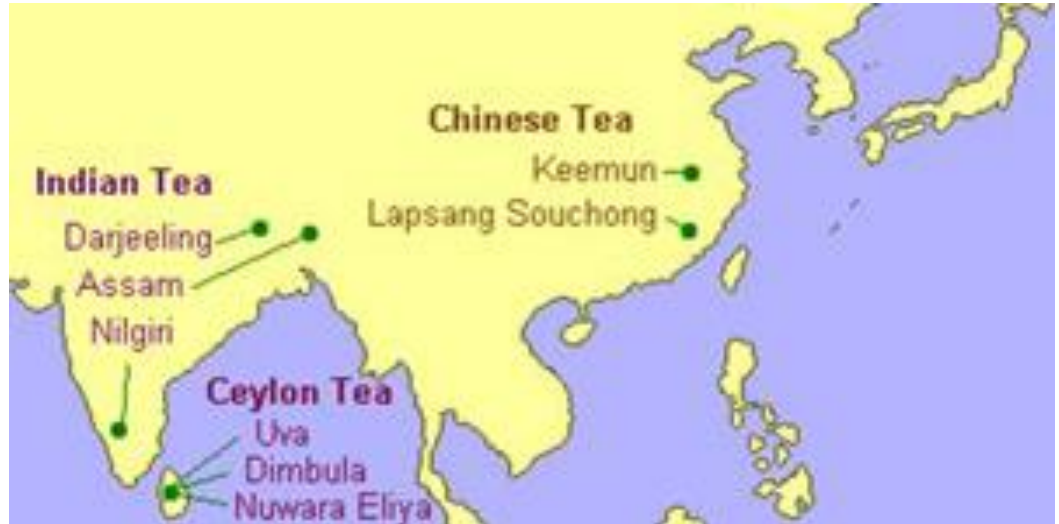 Chinese Tea
Keemun
Lapsang Souchong
Indian Tea
Darjeeling
Assam
Nilgiri
Ceylon Tea
Uva
Dimbula
Nuwara Eliya